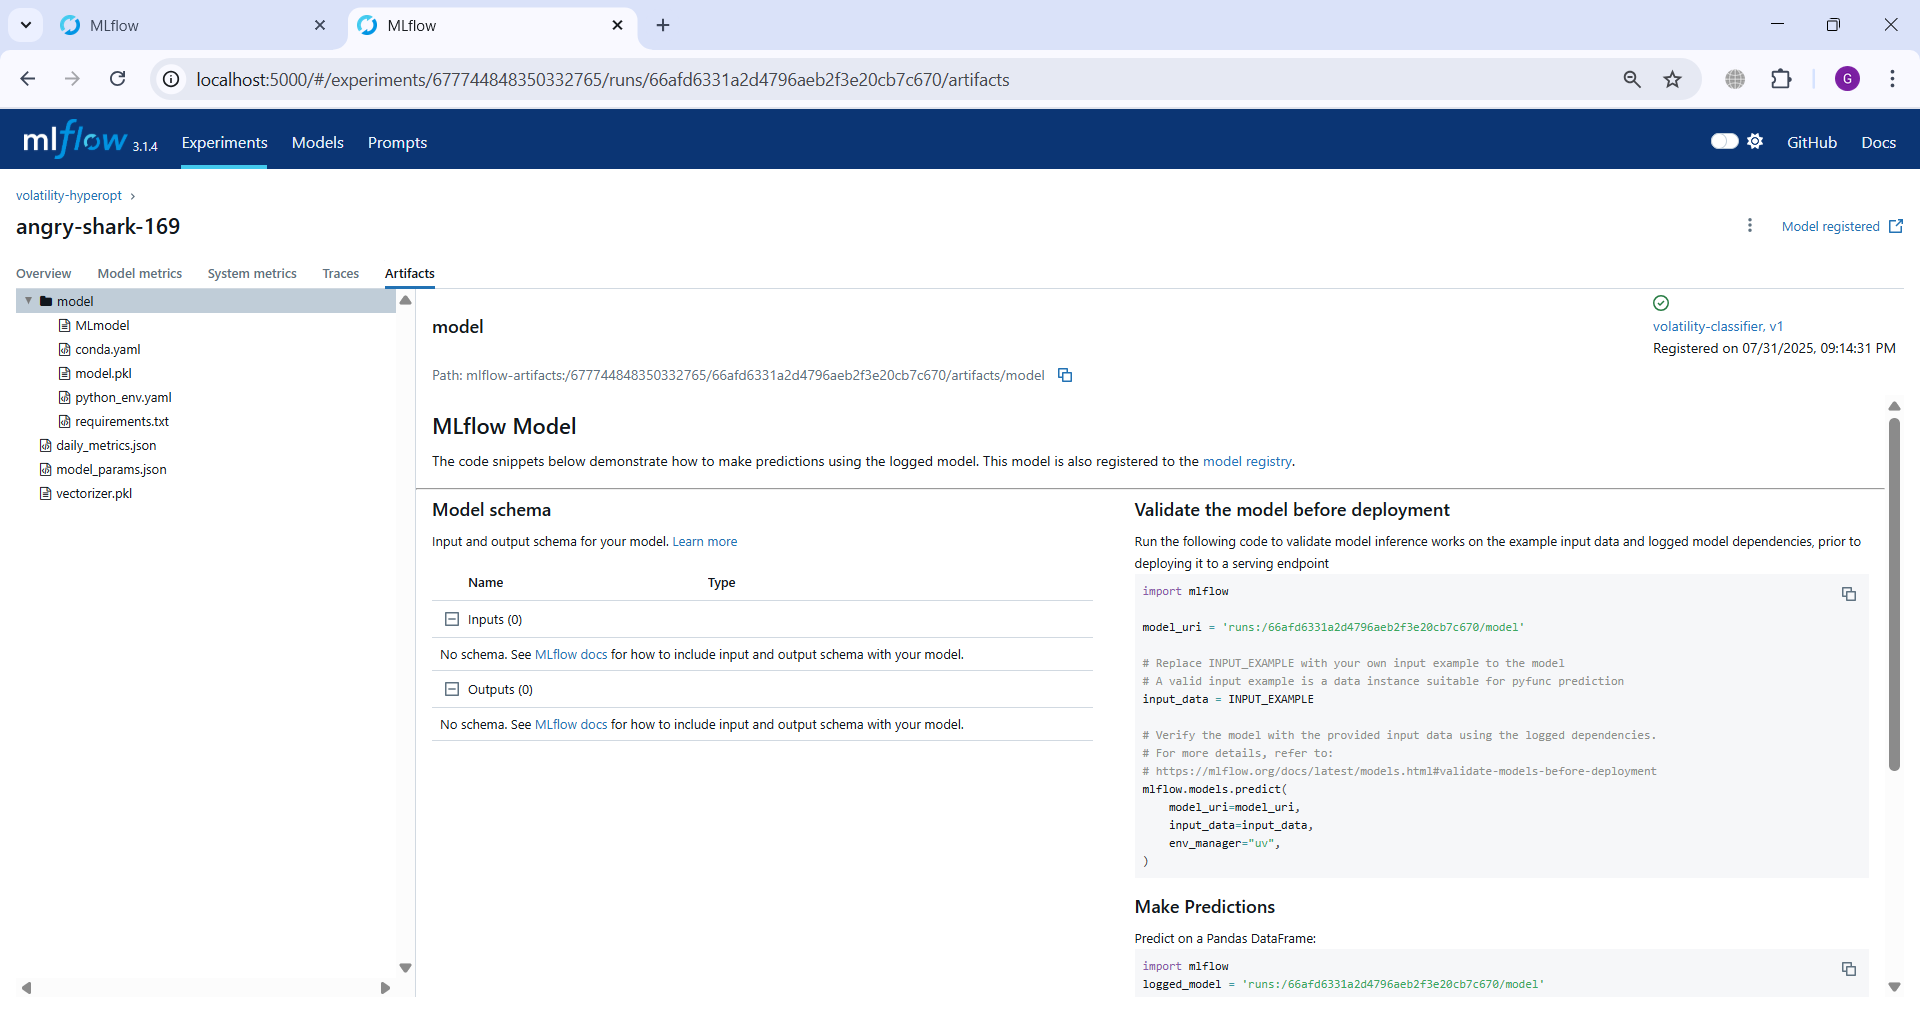 MLflow
MLflow
localhost:5000/#/experiments/677744848350332765/runs/66afd6331a2d4796aeb2f3e20cb7c670/artifacts
G
mlflow 3.1.4 Experiments Models Prompts GitHub Docs
volatility-hyperopt ›
angry-shark-169
Model registered
Overview Model metrics System metrics Traces Artifacts
model
MLmodel
conda.yaml
model.pkl
python_env.yaml
requirements.txt
daily_metrics.json
model_params.json
vectorizer.pkl
model
volatility-classifier, v1
Registered on 07/31/2025, 09:14:31 PM
Path: mlflow-artifacts:/677744848350332765/66afd6331a2d4796aeb2f3e20cb7c670/artifacts/model
MLflow Model
The code snippets below demonstrate how to make predictions using the logged model. This model is also registered to the model registry.
Model schema
Input and output schema for your model. Learn more
Name Type
Inputs (0)
No schema. See MLflow docs for how to include input and output schema with your model.
Outputs (0)
No schema. See MLflow docs for how to include input and output schema with your model.
Validate the model before deployment
Run the following code to validate model inference works on the example input data and logged model dependencies, prior to
deploying it to a serving endpoint
import mlflow
model_uri = 'runs:/66afd6331a2d4796aeb2f3e20cb7c670/model'
# Replace INPUT_EXAMPLE with your own input example to the model
# A valid input example is a data instance suitable for pyfunc prediction
input_data = INPUT_EXAMPLE
# Verify the model with the provided input data using the logged dependencies.
# For more details, refer to:
# https://mlflow.org/docs/latest/models.html#validate-models-before-deployment
mlflow.models.predict(
model_uri=model_uri,
input_data=input_data,
env_manager="uv",
)
Make Predictions
Predict on a Pandas DataFrame:
import mlflow
logged_model = 'runs:/66afd6331a2d4796aeb2f3e20cb7c670/model'